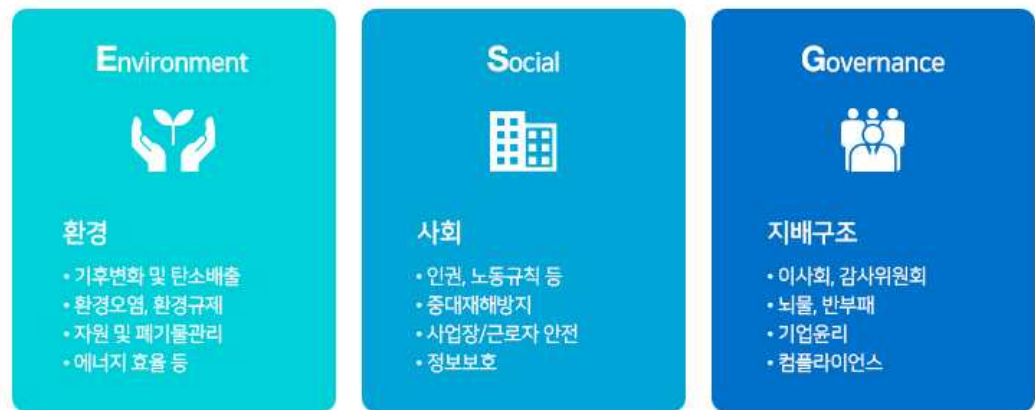 Environment
환경
• 기후변화 및 탄소배출
• 환경오염, 환경규제
• 자원 및 폐기물관리
• 에너지 효율 등
Social
사회
• 인권, 노동규칙 등
• 중대재해방지
• 사업장/근로자 안전
• 정보보호
Governance
지배구조
• 이사회, 감사위원회
• 뇌물, 반부패
• 기업윤리
• 컴플라이언스